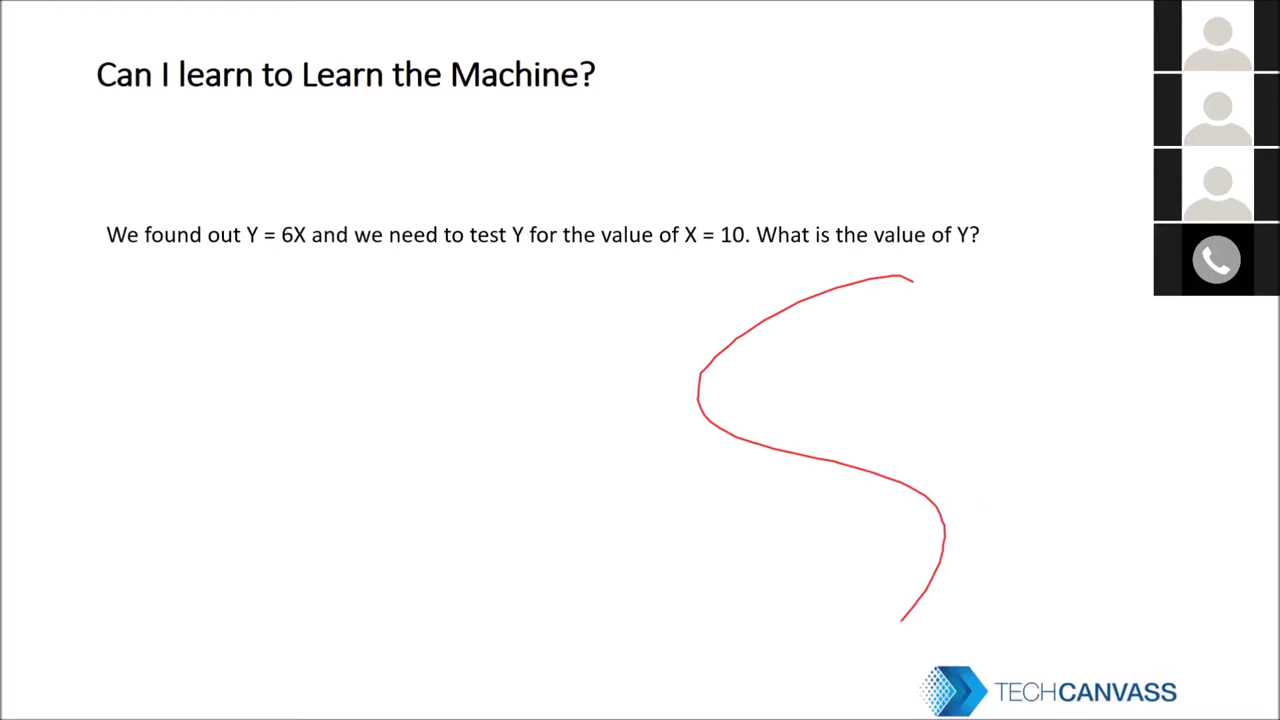 Can I learn to Learn the Machine?
We found out Y = 6X and we need to test Y for the value of X = 10. What is the value of Y?
TECHCANVASS